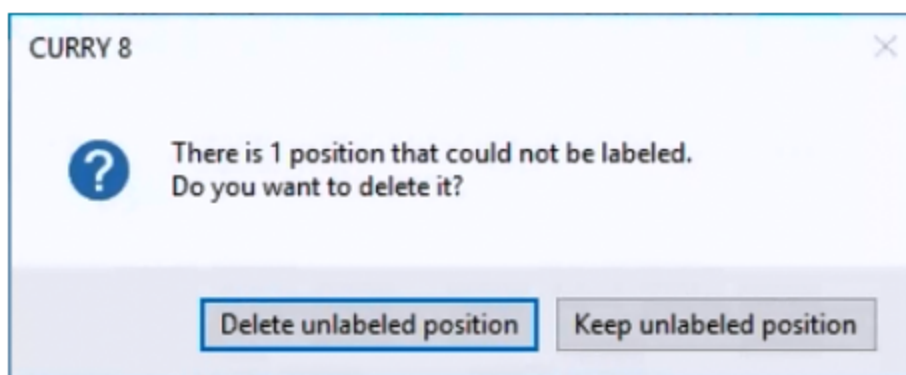 CURRY 8
There is 1 position that could not be labeled.
Do you want to delete it?
Delete unlabeled position
Keep unlabeled position